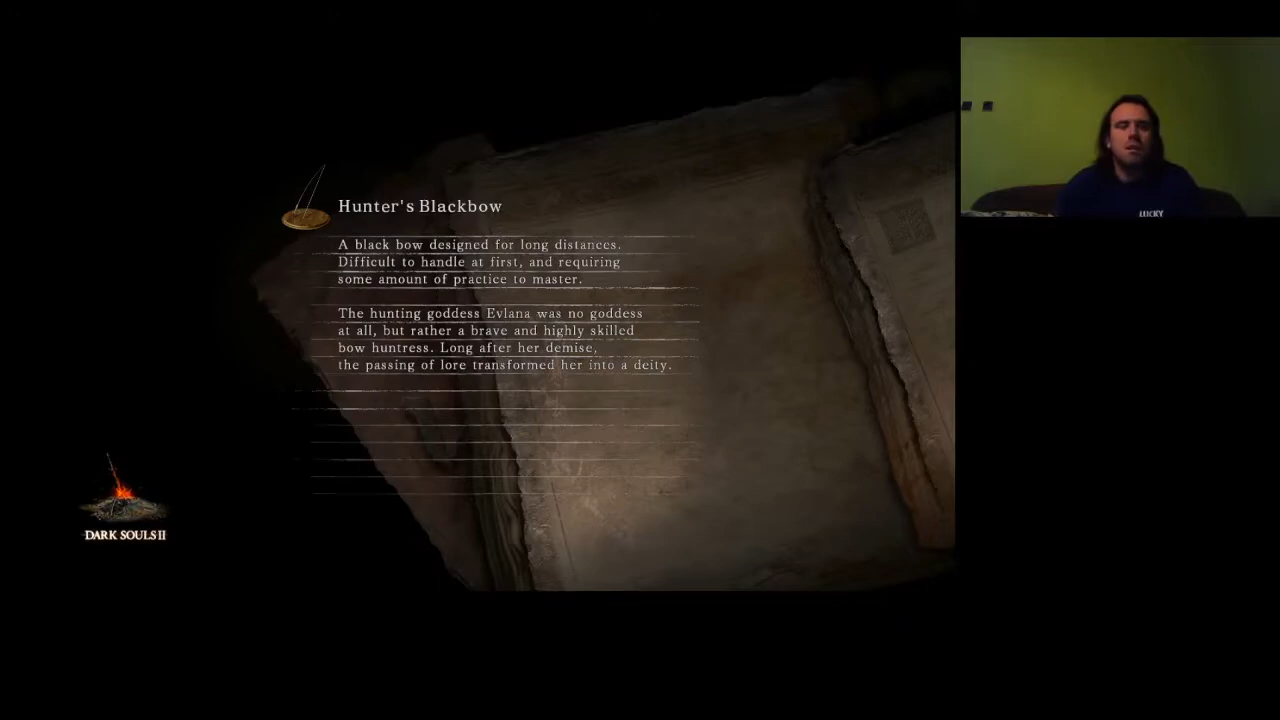 Hunter's Blackbow
A black bow designed for long distances.
Difficult to handle at first, and requiring
some amount of practice to master.
The hunting goddess Evlana was no goddess
at all, but rather a brave and highly skilled
bow huntress. Long after her demise,
the passing of lore transformed her into a deity.
DARK SOULS II
LUCKY